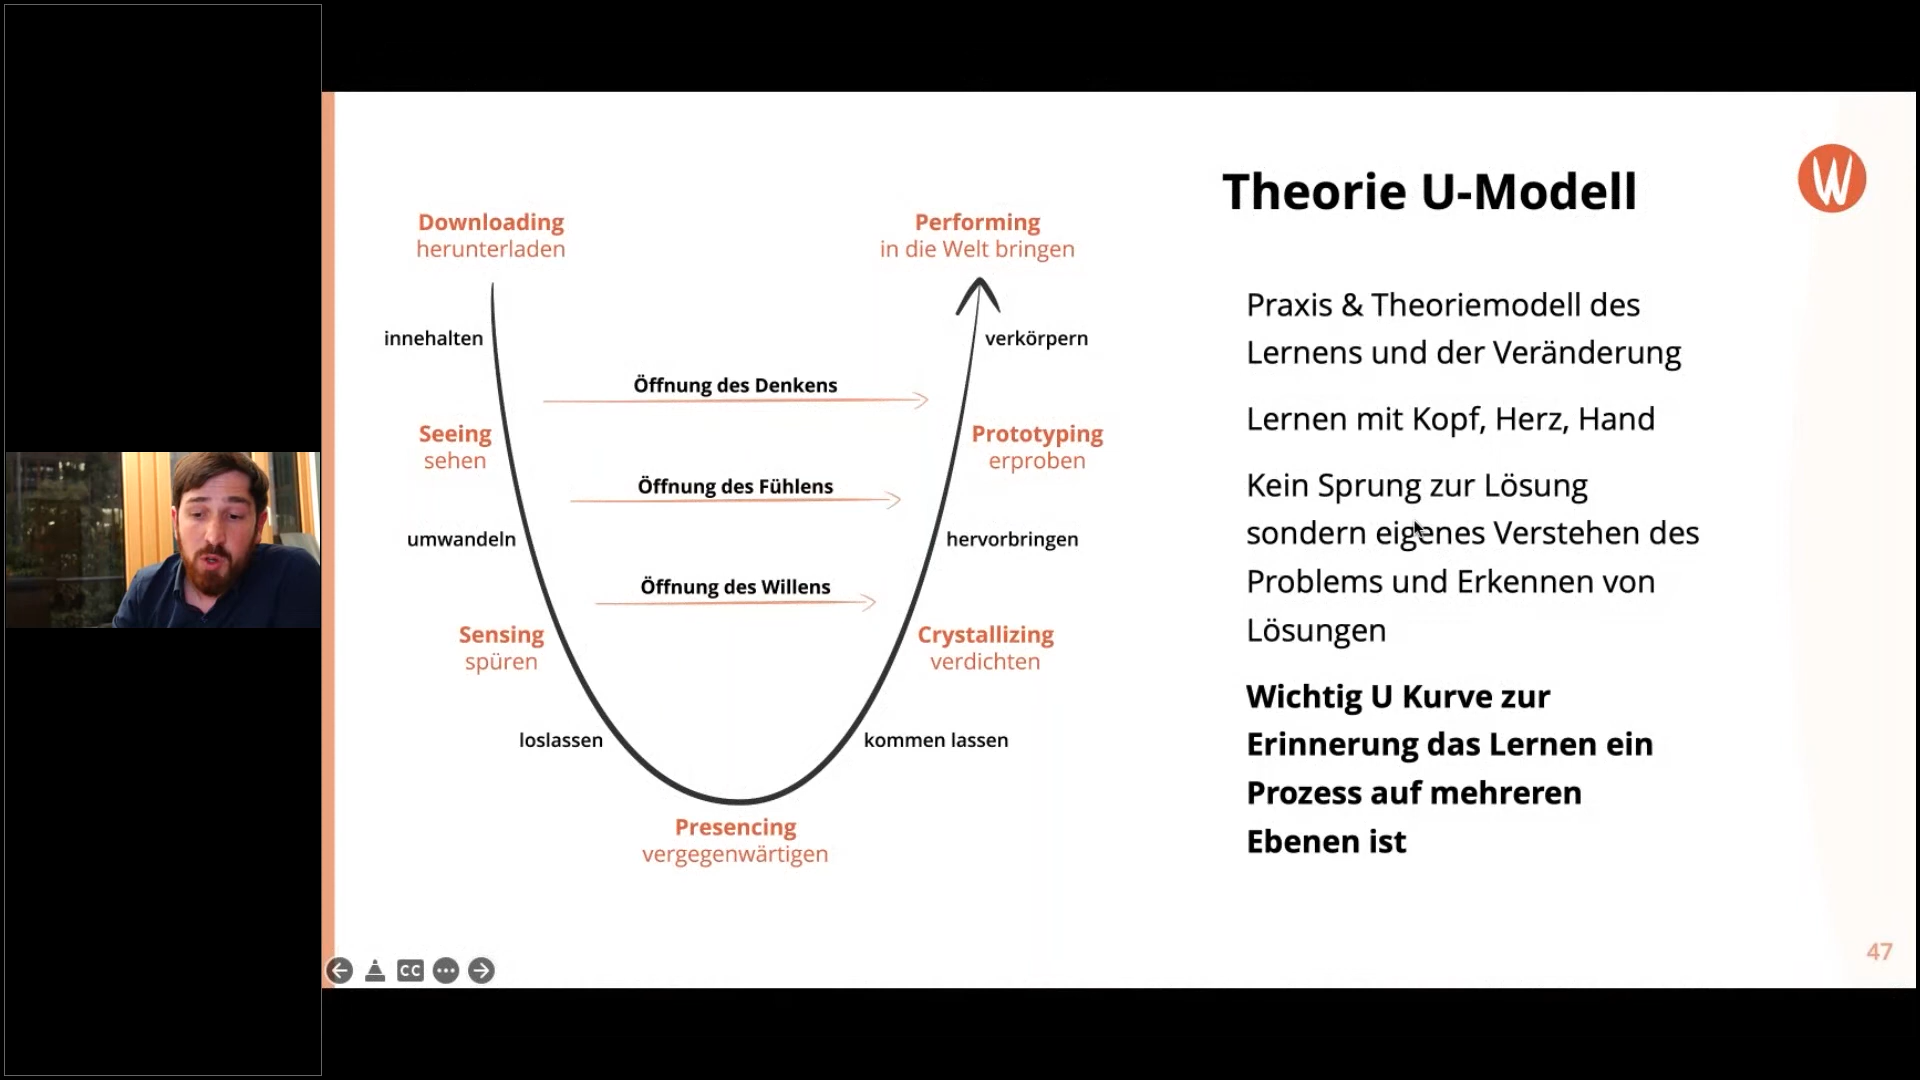 Theorie U-Modell
W
Downloading
herunterladen
Performing
in die Welt bringen
innehalten
verkörpern
Öffnung des Denkens
Seeing
sehen
Prototyping
erproben
Öffnung des Fühlens
umwandeln
hervorbringen
Öffnung des Willens
Sensing
spüren
Crystallizing
verdichten
loslassen
kommen lassen
Presencing
vergegenwärtigen
Praxis & Theoriemodell des
Lernens und der Veränderung
Lernen mit Kopf, Herz, Hand
Kein Sprung zur Lösung
sondern eigenes Verstehen des
Problems und Erkennen von
Lösungen
Wichtig U Kurve zur
Erinnerung das Lernen ein
Prozess auf mehreren
Ebenen ist
47
CC